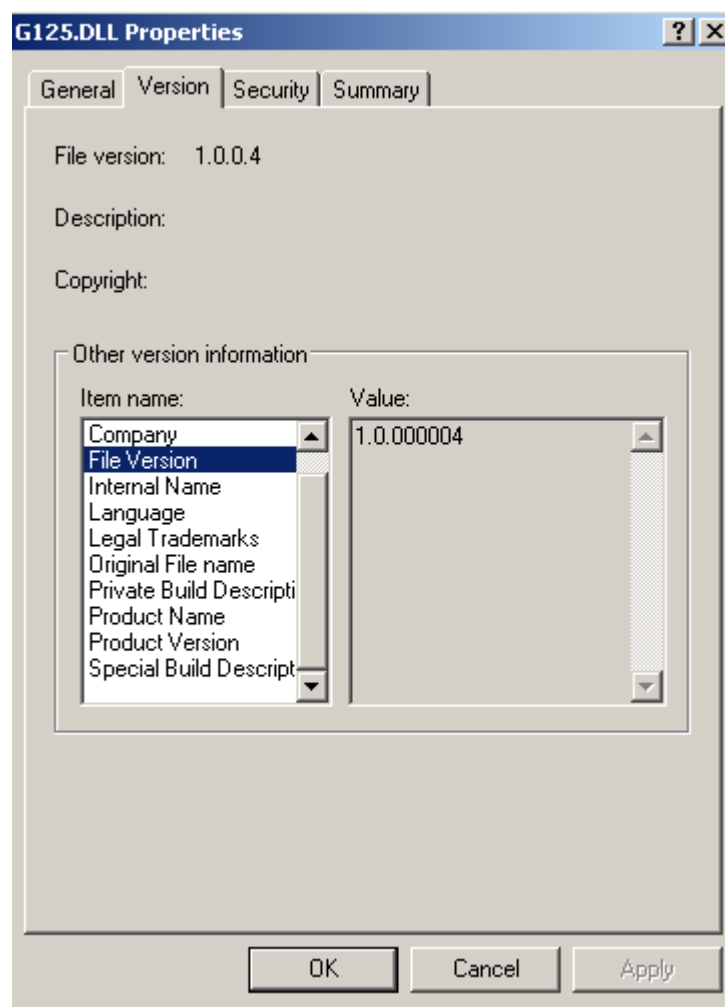 G125.DLL Properties
General Version Security Summary
File version: 1.0.0.4
Description:
Copyright:
Other version information
Item name: Value:
Company 1.0.000004
File Version
Internal Name
Language
Legal Trademarks
Original File name
Private Build Descripti
Product Name
Product Version
Special Build Descript
OK Cancel Apply